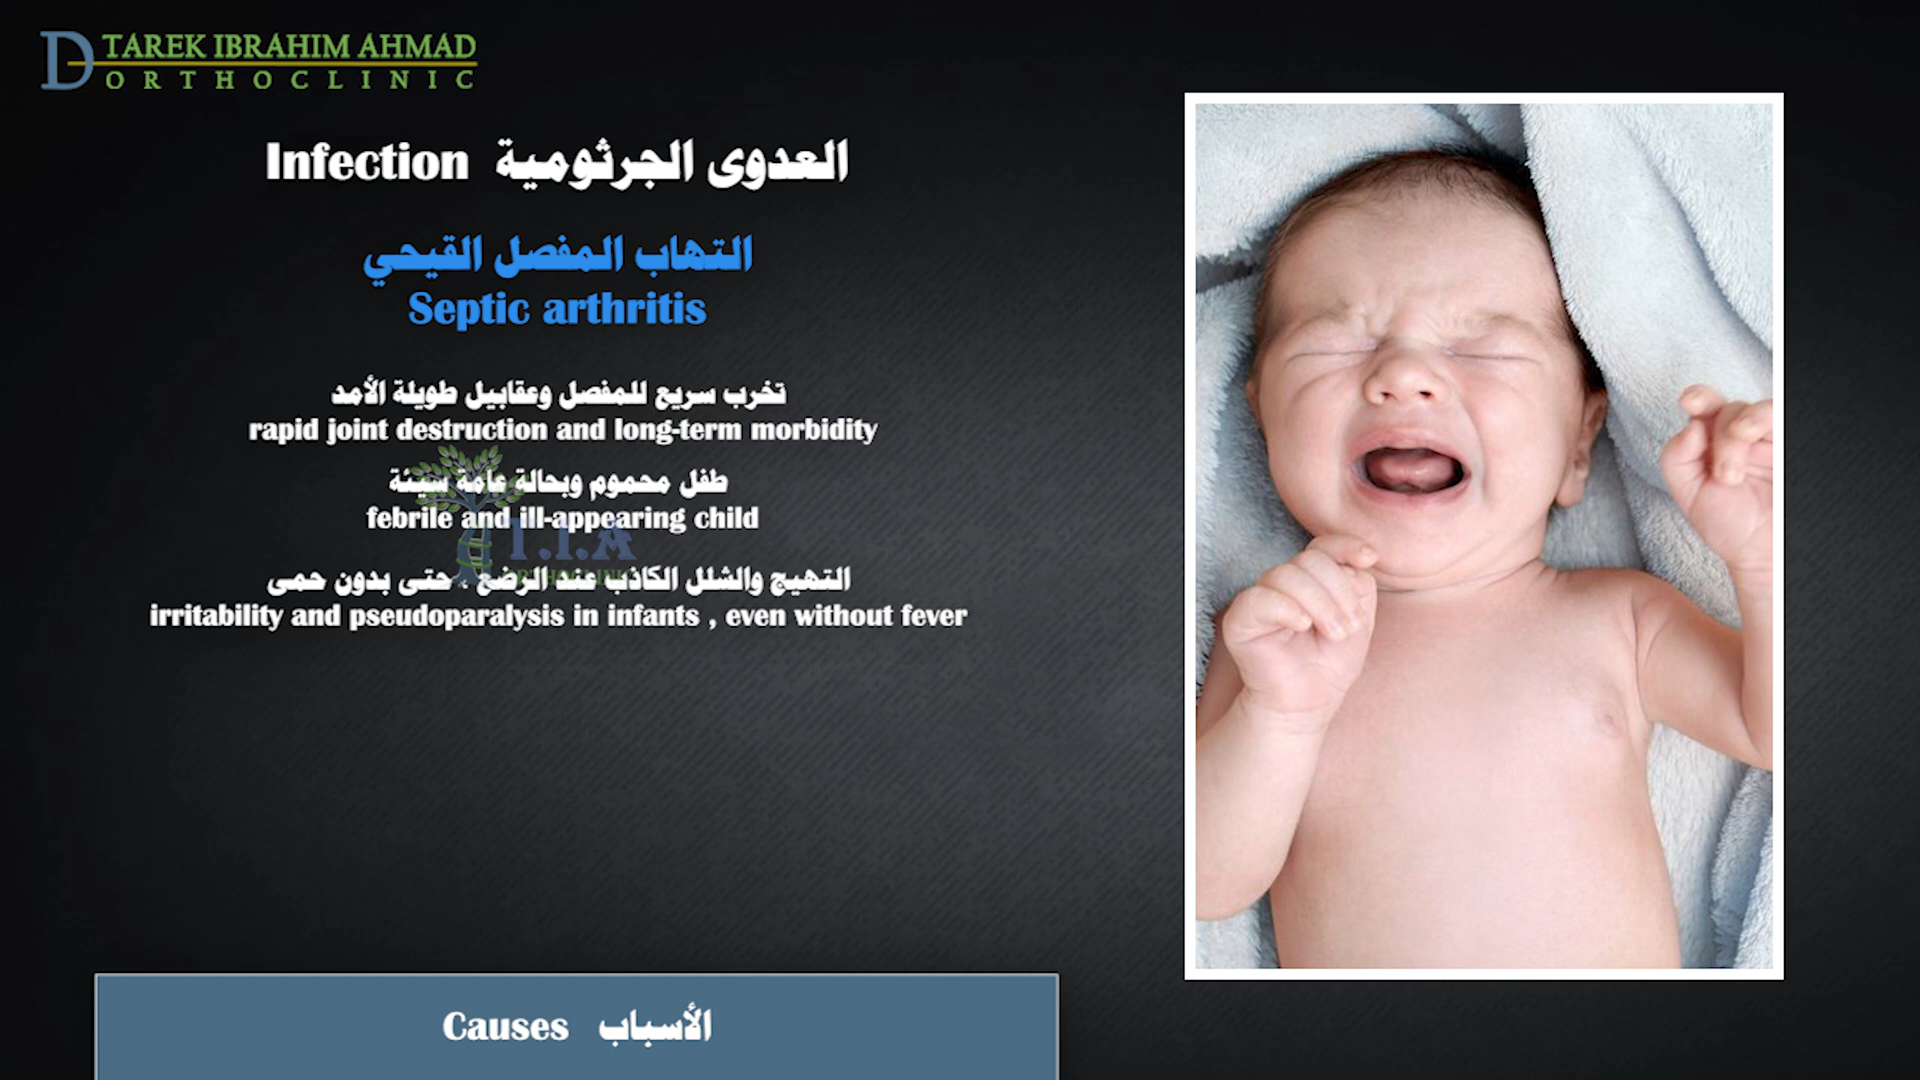 D TAREK IBRAHIM AHMAD
ORTHOCLINIC
العدوى الجرثومية Infection
التهاب المفصل القيحي
Septic arthritis
تخرب سريع للمفصل وعقابيل طويلة الأمد
rapid joint destruction and long-term morbidity
طفل محموم وبحالة عامة سيئة
febrile and ill-appearing child
T.I.A
التهيج والشلل الكاذب عند الرضع ، حتى بدون حمى
irritability and pseudoparalysis in infants , even without fever
الأسباب Causes